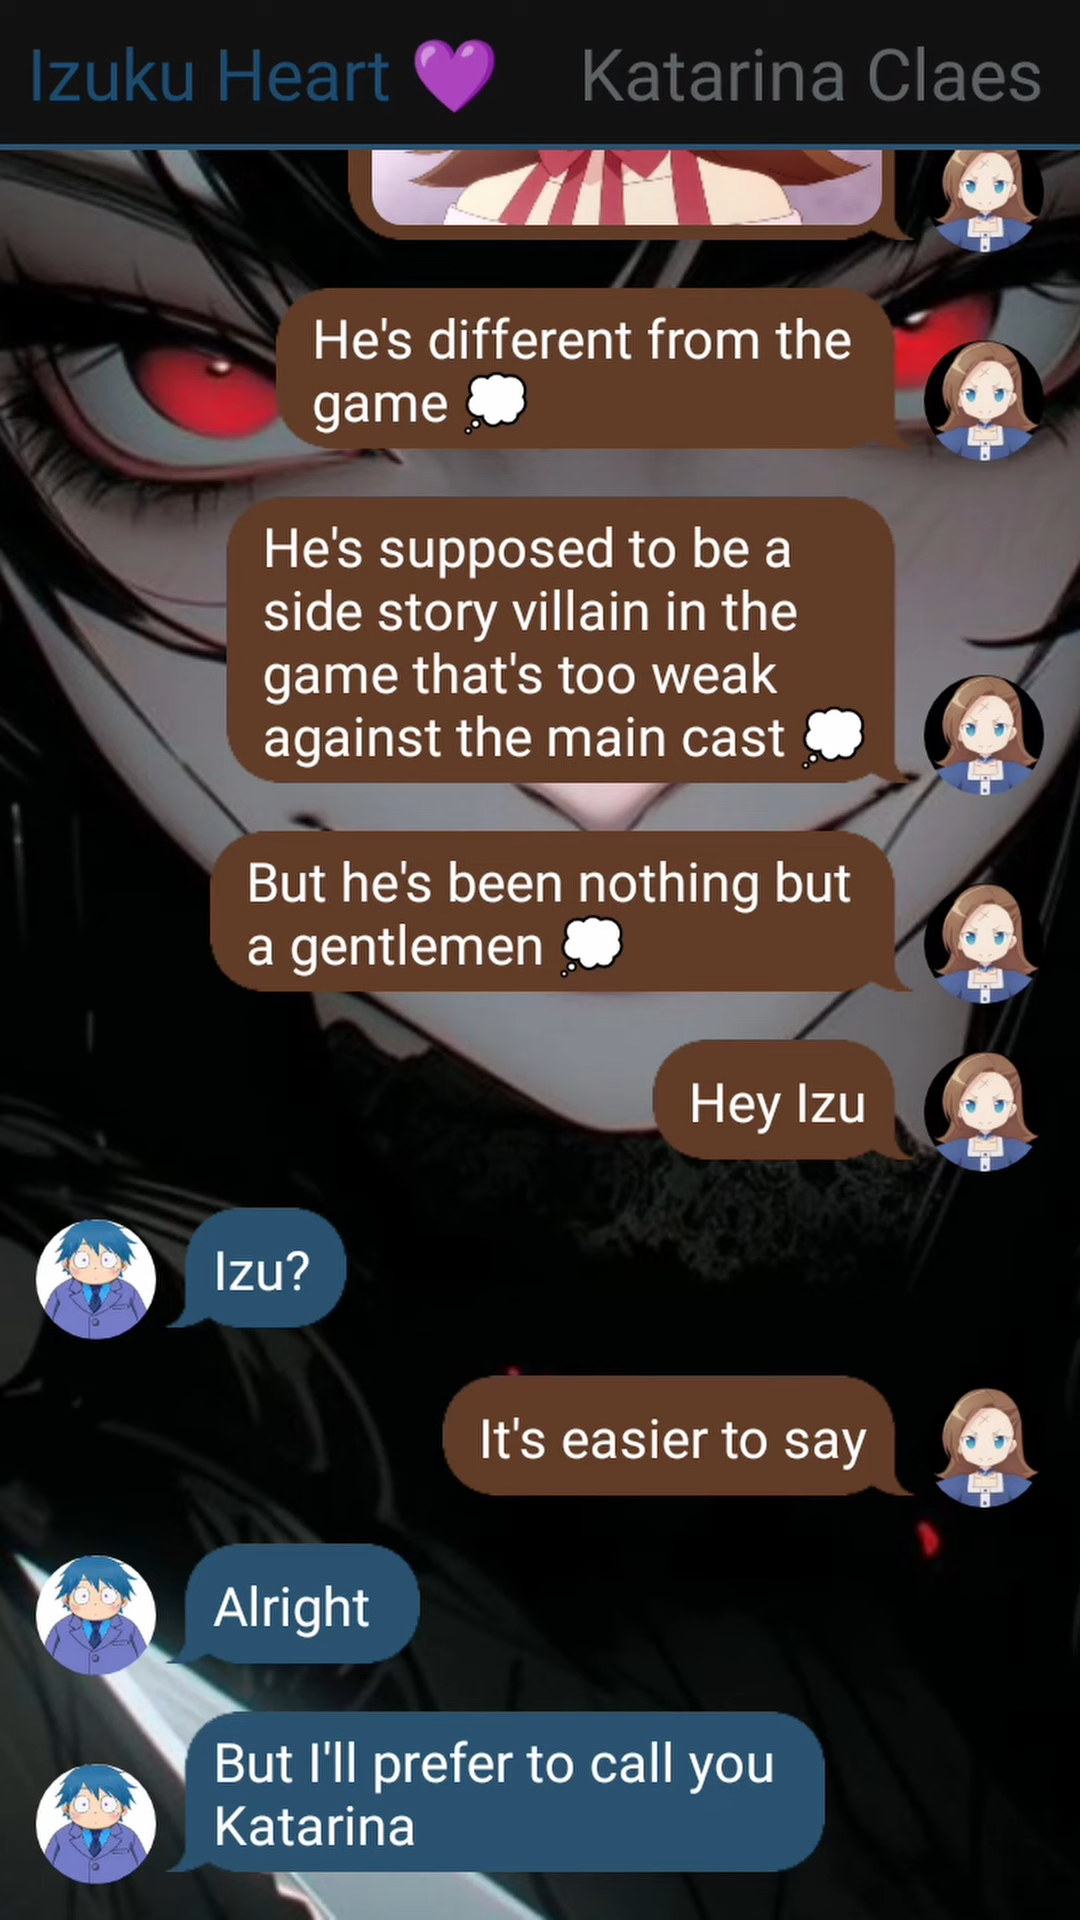 Izuku Heart 💜 Katarina Claes
He's different from the
game 💭
He's supposed to be a
side story villain in the
game that's too weak
against the main cast 💭
But he's been nothing but
a gentlemen 💭
Hey Izu
Izu?
It's easier to say
Alright
But I'll prefer to call you
Katarina